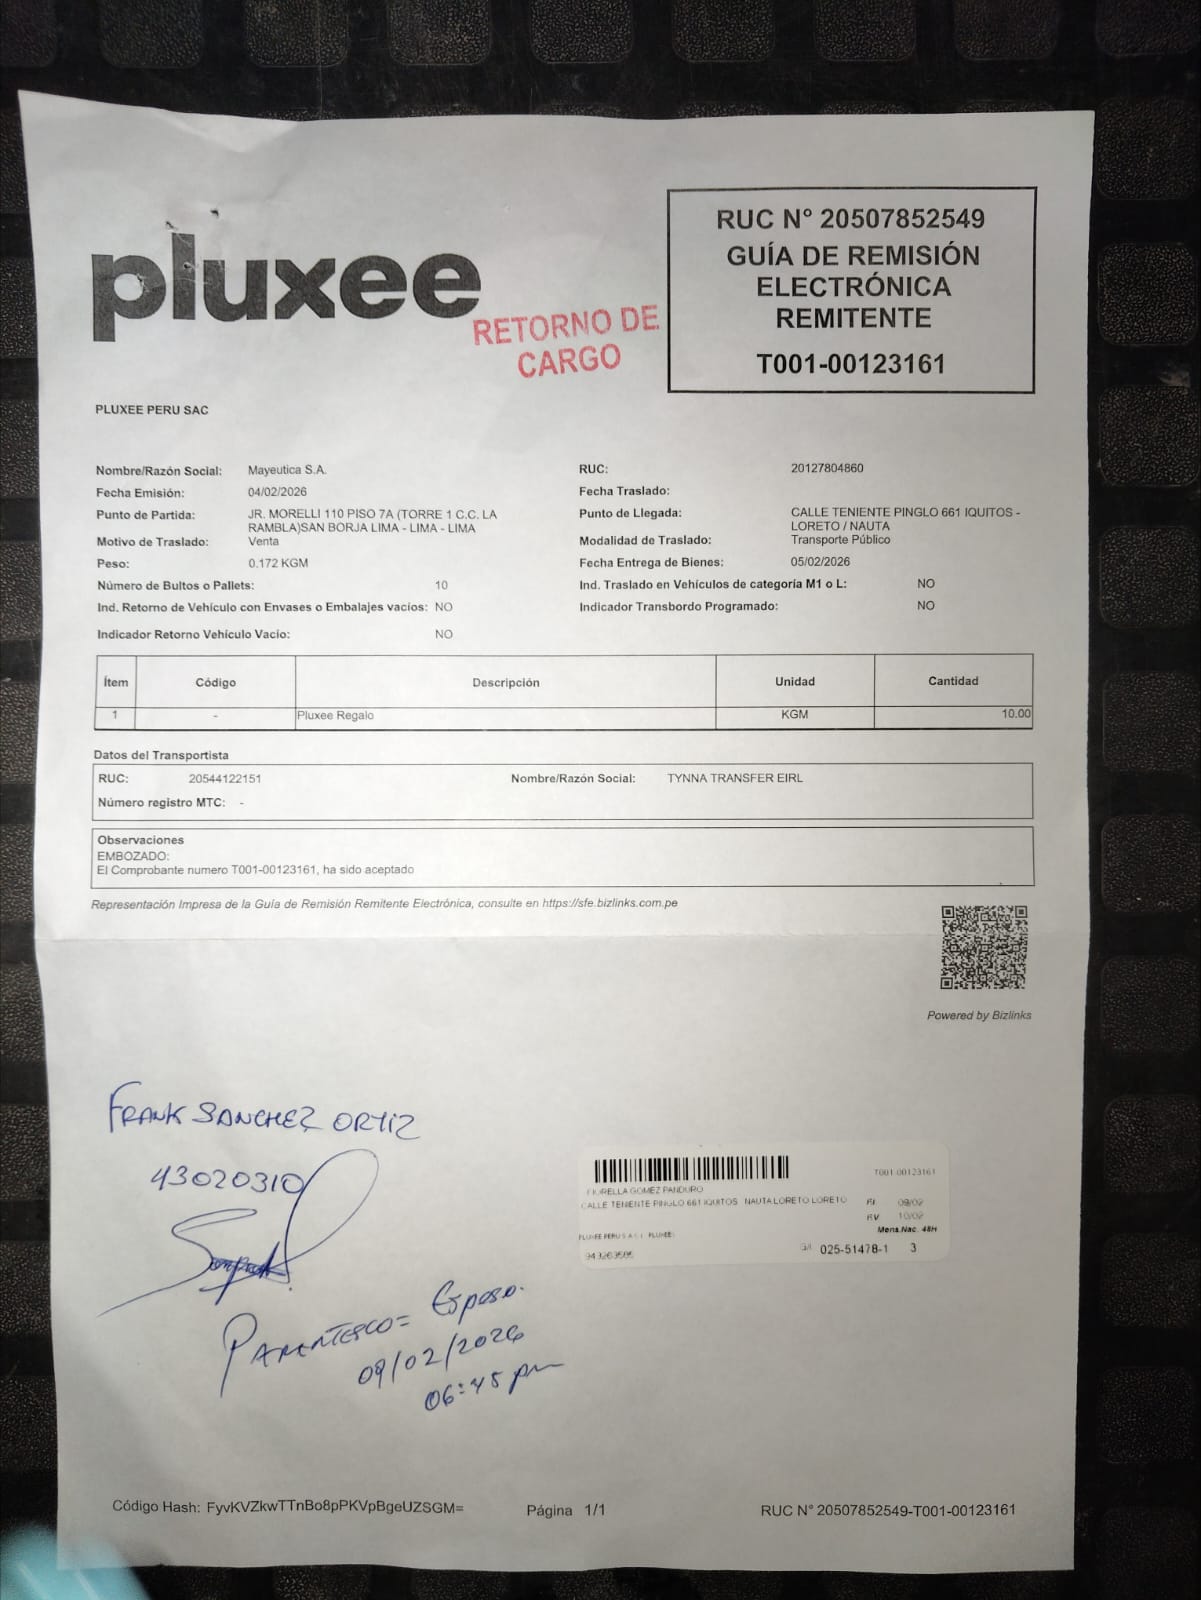 pluxee
RETORNO DE
CARGO
RUC N° 20507852549
GUÍA DE REMISIÓN
ELECTRÓNICA
REMITENTE
T001-00123161
PLUXEE PERU SAC
Nombre/Razón Social: Mayeutica S.A.
RUC: 20127804860
Fecha Emisión: 04/02/2026
Fecha Traslado:
Punto de Partida: JR. MORELLI 110 PISO 7A (TORRE 1 C.C. LA
RAMBLA)SAN BORJA LIMA - LIMA - LIMA
Punto de Llegada: CALLE TENIENTE PINGLO 661 IQUITOS -
LORETO / NAUTA
Motivo de Traslado: Venta
Modalidad de Traslado: Transporte Público
Peso: 0.172 KGM
Fecha Entrega de Bienes: 05/02/2026
Número de Bultos o Pallets: 10
Ind. Traslado en Vehículos de categoría M1 o L: NO
Ind. Retorno de Vehículo con Envases o Embalajes vacios: NO
Indicador Transbordo Programado: NO
Indicador Retorno Vehículo Vacio: NO
Ítem Código Descripción Unidad Cantidad
1 - Pluxee Regalo KGM 10.00
Datos del Transportista
RUC: 20544122151 Nombre/Razón Social: TYNNA TRANSFER EIRL
Número registro MTC: -
Observaciones
EMBOZADO:
El Comprobante numero T001-00123161, ha sido aceptado
Representación Impresa de la Guía de Remisión Remitente Electrónica, consulte en https://sfe.bizlinks.com.pe
Powered by Bizlinks
FRANK SANCHEZ ORTIZ
43020310
PARENTESCO= Esposo.
09/02/2026
06:45 pm
T001-00123161
FIORELLA GOMEZ PANDURO
CALLE TENIENTE PINGLO 661 IQUITOS NAUTA LORETO LORETO
09/02
RV 10/02
Mens.Nac. 48H
PLUXEE PERU S.A.C ( PLUXEE)
025-51478-1 3
Código Hash: FyvKVZkwTTnBo8pPKVpBgeUZSGM=
Página 1/1
RUC N° 20507852549-T001-00123161